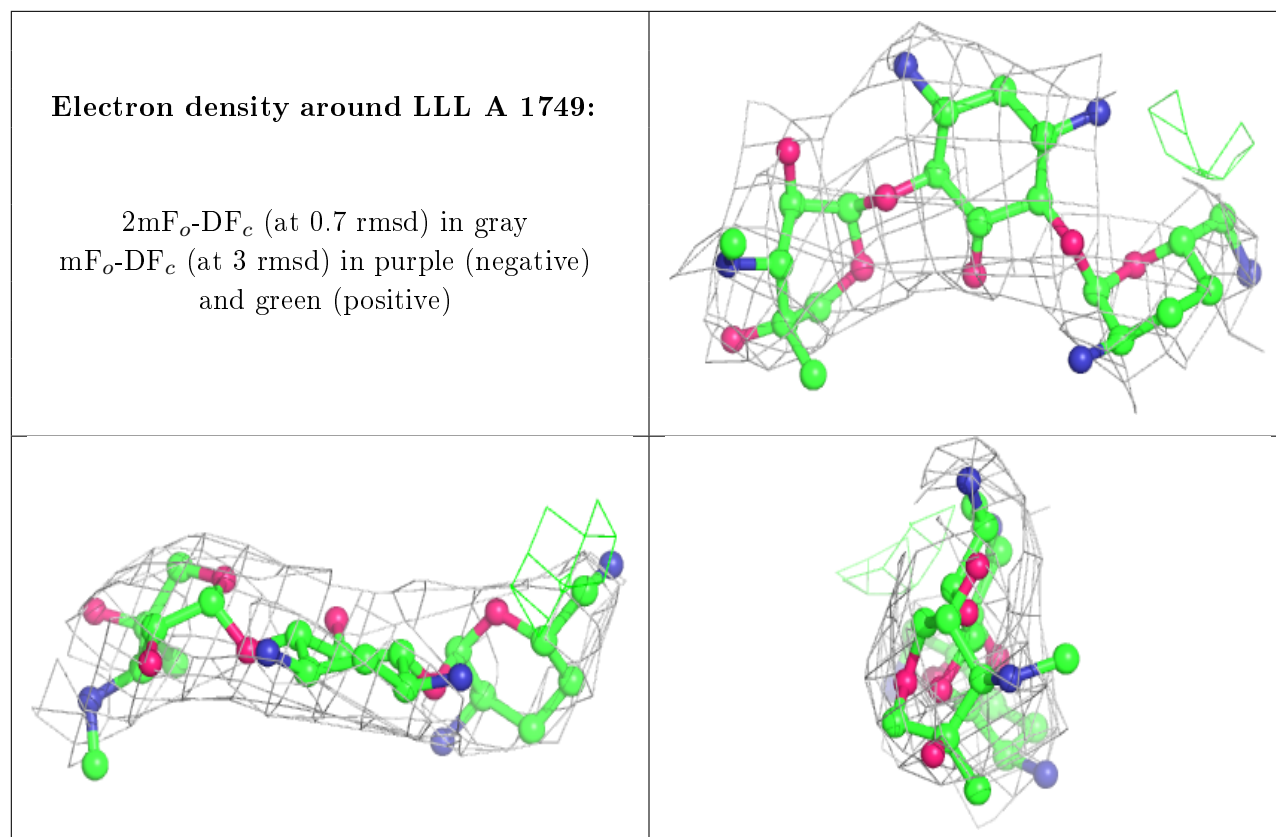 Electron density around LLL A 1749:
2mFₒ-DF𝒸 (at 0.7 rmsd) in gray
mFₒ-DF𝒸 (at 3 rmsd) in purple (negative)
and green (positive)